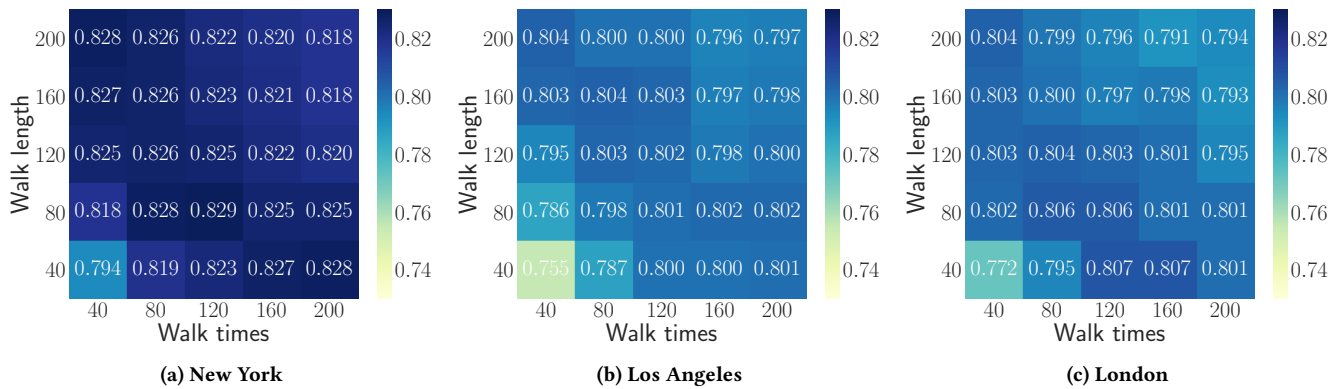 200 0.828 0.826 0.822 0.820 0.818
160 0.827 0.826 0.823 0.821 0.818
120 0.825 0.826 0.825 0.822 0.820
80 0.818 0.828 0.829 0.825 0.825
40 0.794 0.819 0.823 0.827 0.828
40 80 120 160 200
Walk length
Walk times
0.82
0.80
0.78
0.76
0.74
(a) New York
200 0.804 0.800 0.800 0.796 0.797
160 0.803 0.804 0.803 0.797 0.798
120 0.795 0.803 0.802 0.798 0.800
80 0.786 0.798 0.801 0.802 0.802
40 0.755 0.787 0.800 0.800 0.801
40 80 120 160 200
Walk length
Walk times
0.82
0.80
0.78
0.76
0.74
(b) Los Angeles
200 0.804 0.799 0.796 0.791 0.794
160 0.803 0.800 0.797 0.798 0.793
120 0.803 0.804 0.803 0.801 0.795
80 0.802 0.806 0.806 0.801 0.801
40 0.772 0.795 0.807 0.807 0.801
40 80 120 160 200
Walk length
Walk times
0.82
0.80
0.78
0.76
0.74
(c) London